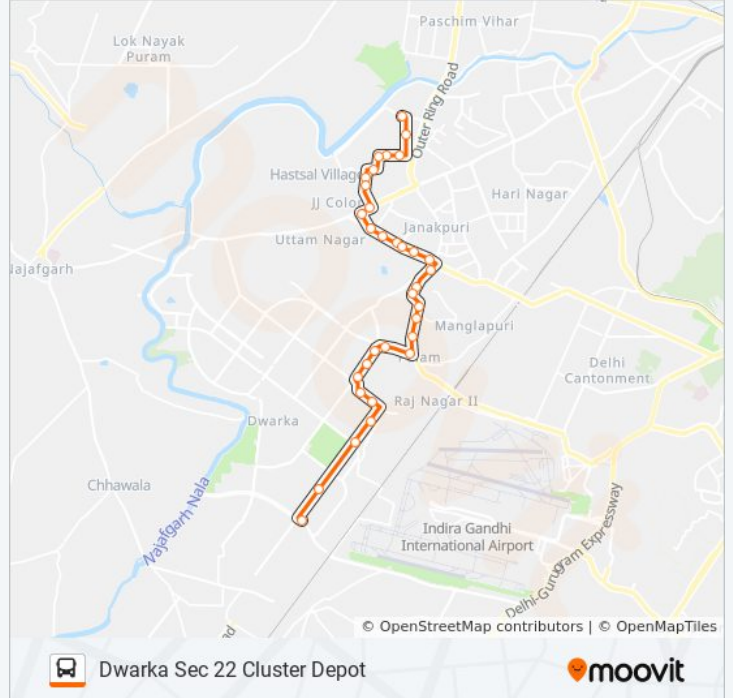 Paschim Vihar
Lok Nayak
Puram
Outer Ring Road
Hastsal Village
Hari Nagar
JJ Colo
Janakpuri
Uttam Nagar
Najafgarh
Manglapuri
Delhi
Cantonment
Raj Nagar II
Dwarka
Chhawala
Najafgarh Nala
Indira Gandhi
International Airport
Delhi-Gurugram Expressway
© OpenStreetMap contributors | © OpenMapTiles
Dwarka Sec 22 Cluster Depot
moovit